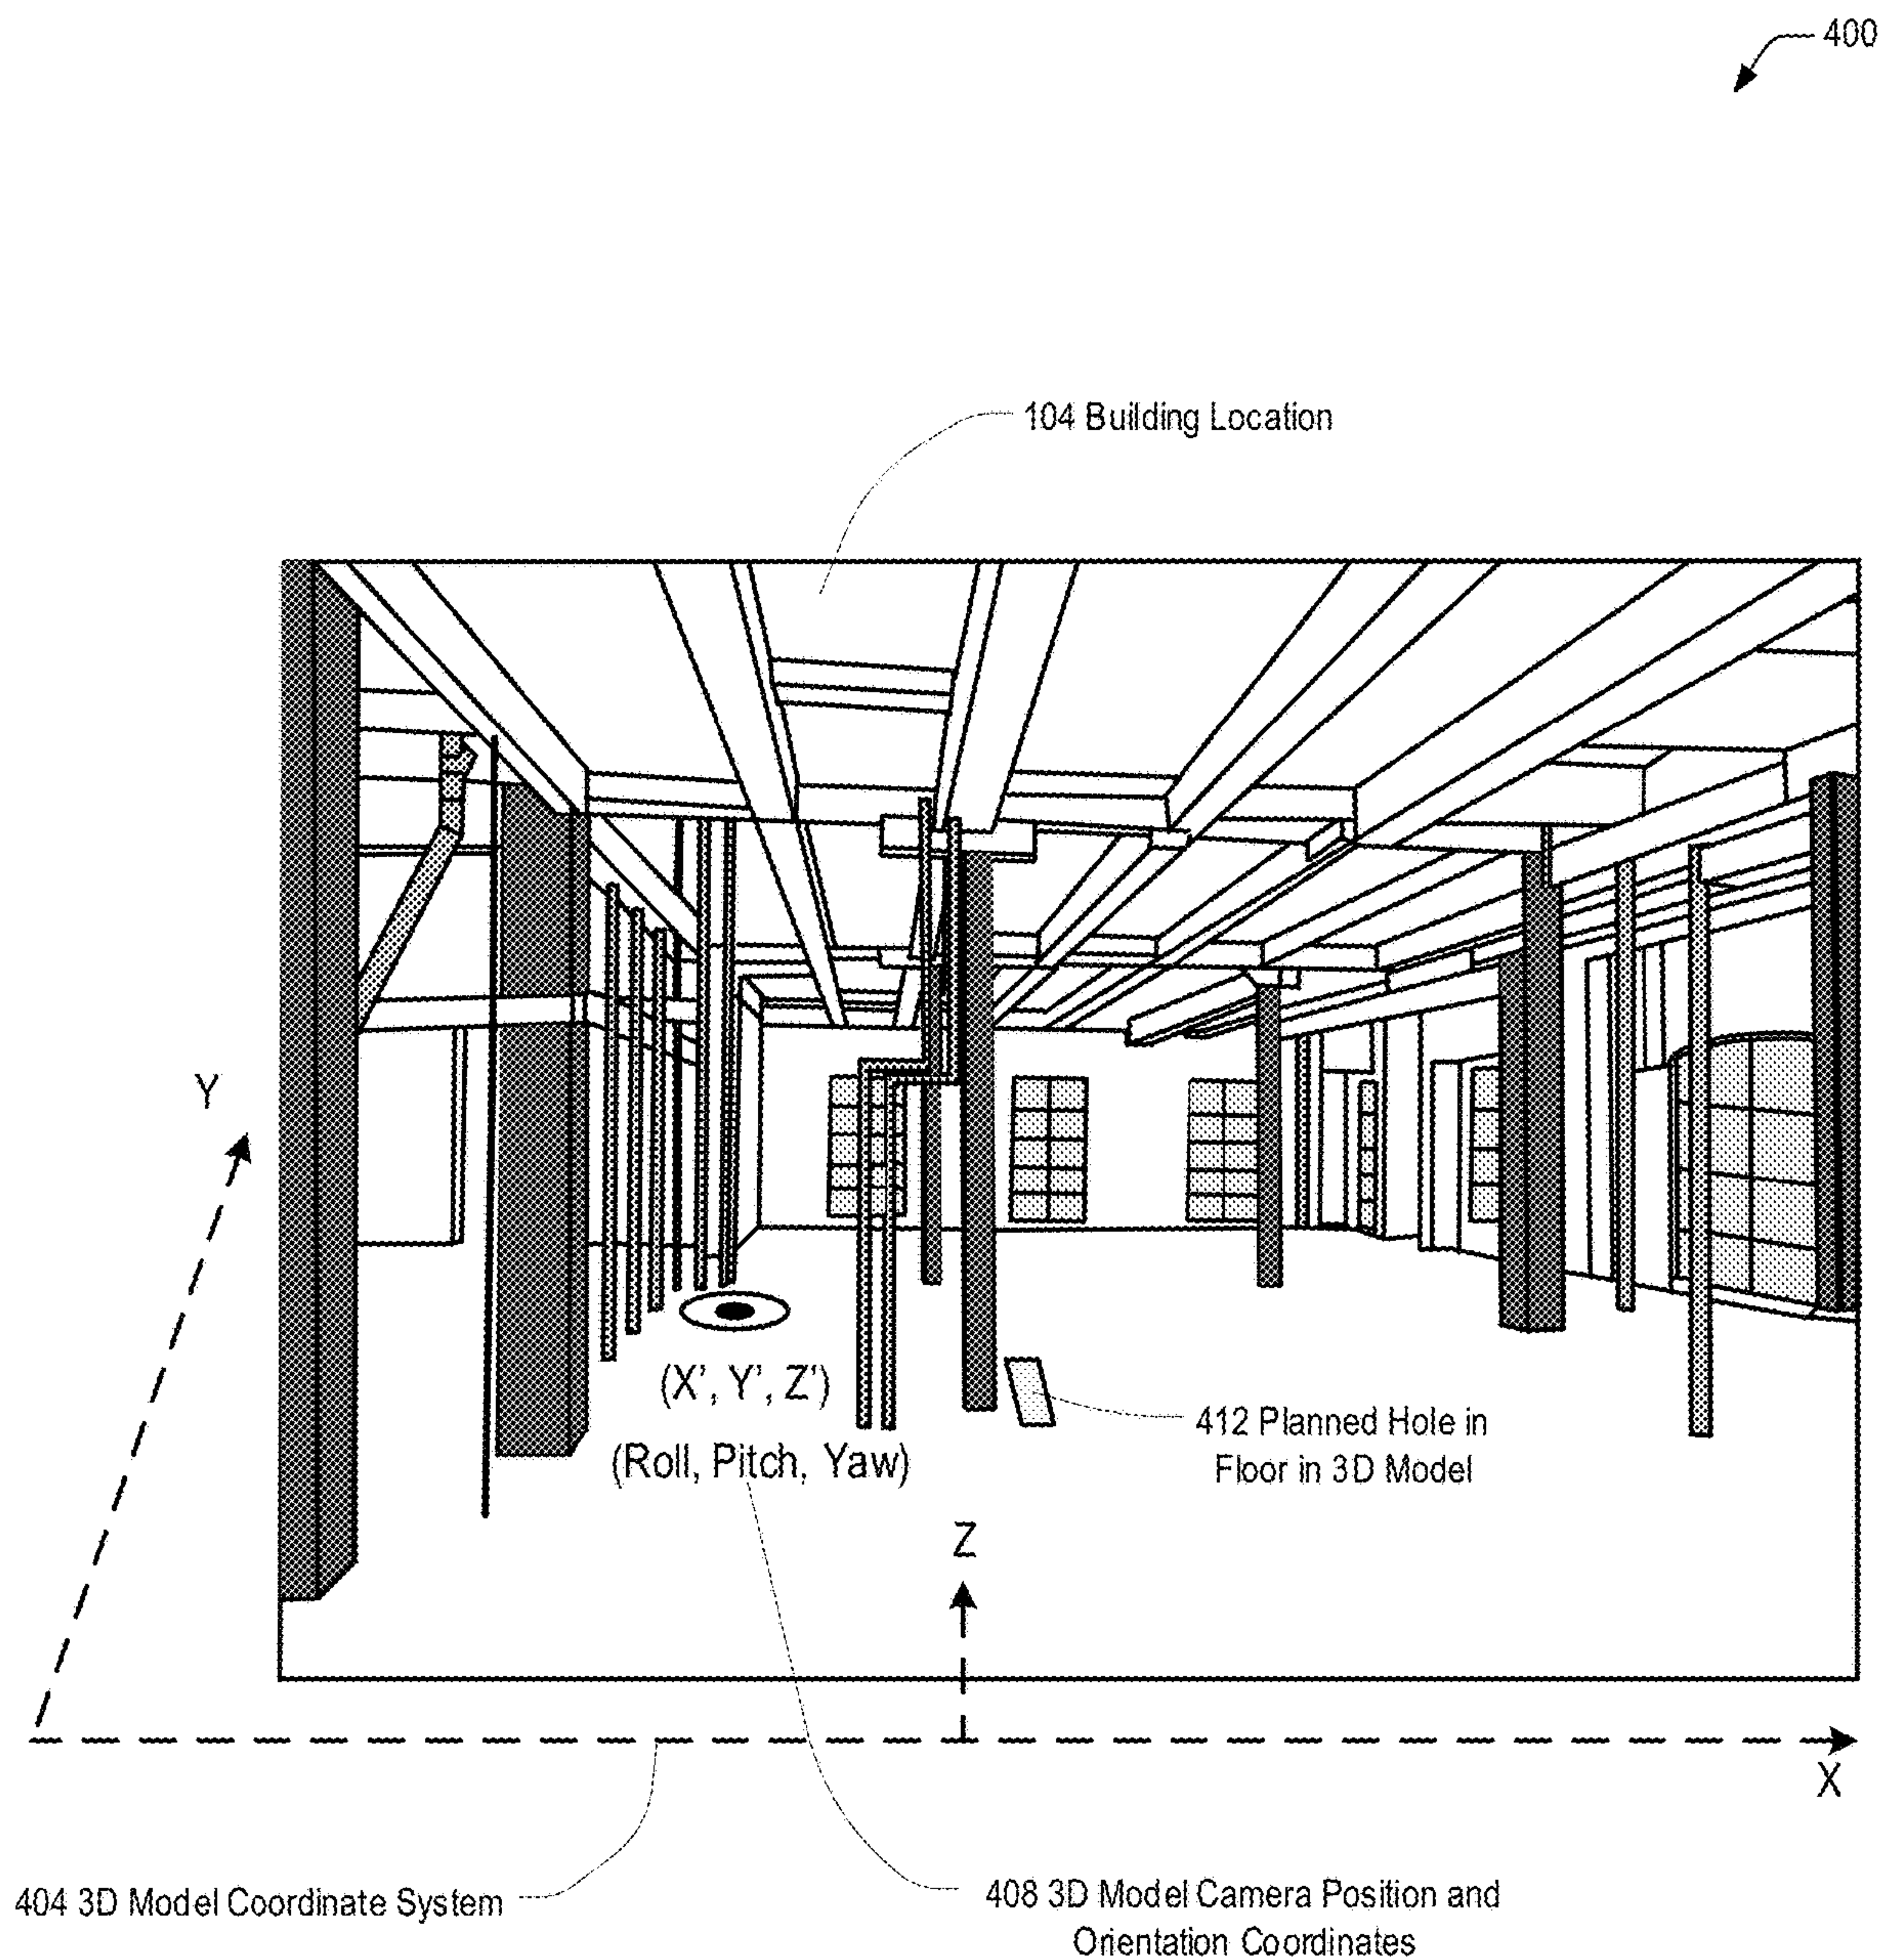 400
104 Building Location
Y
(X', Y', Z')
(Roll, Pitch, Yaw)
412 Planned Hole in
Floor in 3D Model
Z
X
404 3D Model Coordinate System
408 3D Model Camera Position and
Orientation Coordinates